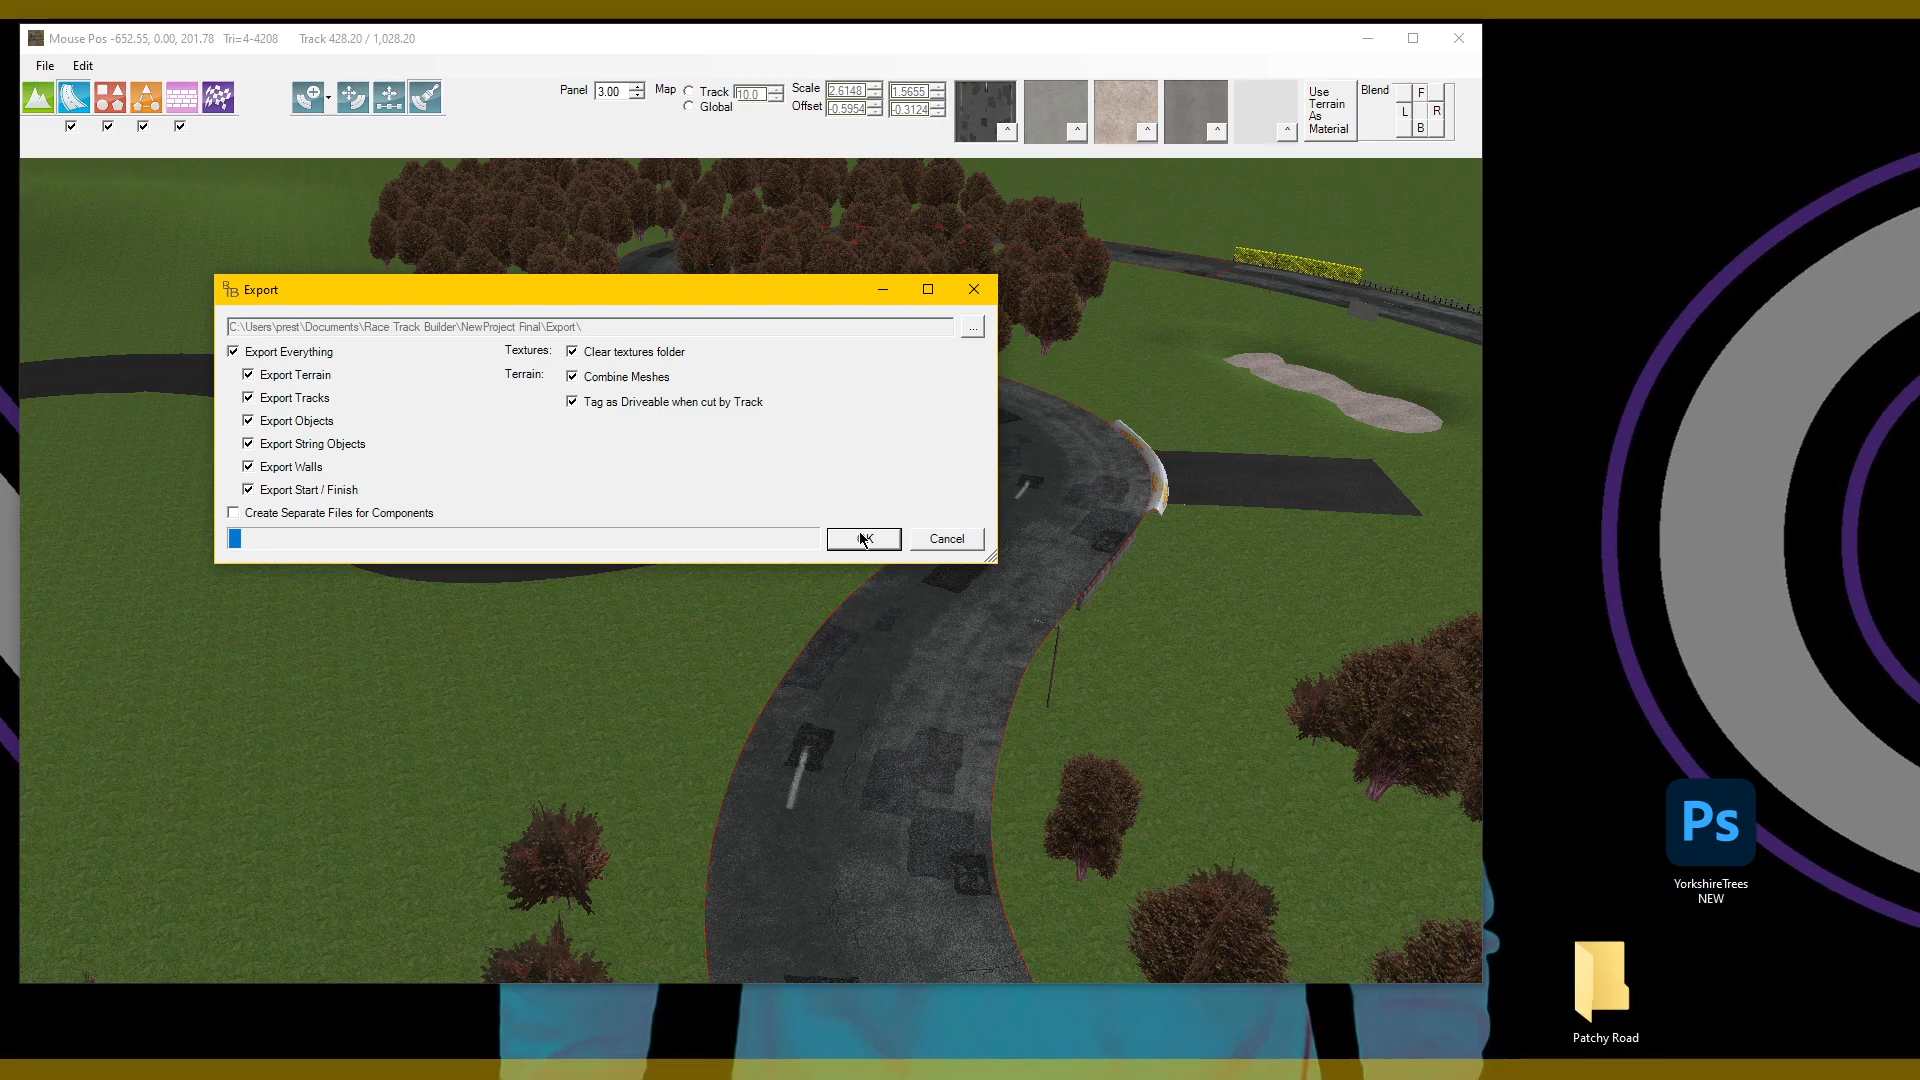 Mouse Pos -652.55, 0.00, 201.78 Tri=4-4208 Track 428.20 / 1,028.20
File Edit
Panel 3.00 Map Track 10.0 Scale 2.6148 1.5655
Global Offset -0.5954 -0.3124
Use
Terrain
As
Material
Blend
F
L R
B
Export
C:\Users\prest\Documents\Race Track Builder\NewProject Final\Export\
...
Export Everything
Export Terrain
Export Tracks
Export Objects
Export String Objects
Export Walls
Export Start / Finish
Create Separate Files for Components
Textures: Clear textures folder
Terrain: Combine Meshes
Tag as Driveable when cut by Track
OK Cancel
Ps
YorkshireTrees
NEW
Patchy Road